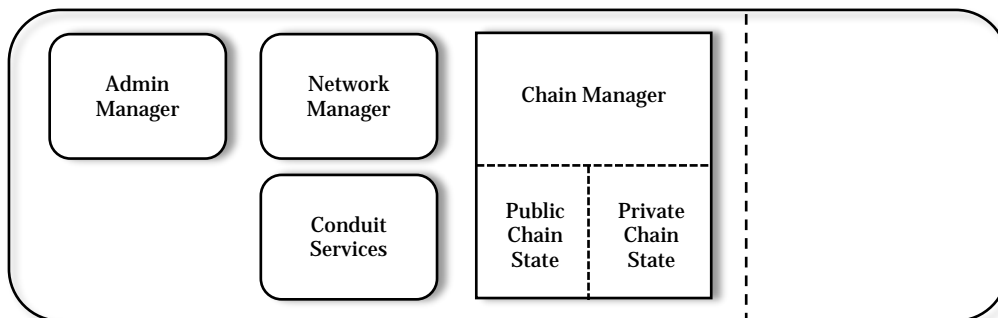 Admin
Manager
Network
Manager
Chain Manager
Conduit
Services
Public
Chain
State
Private
Chain
State